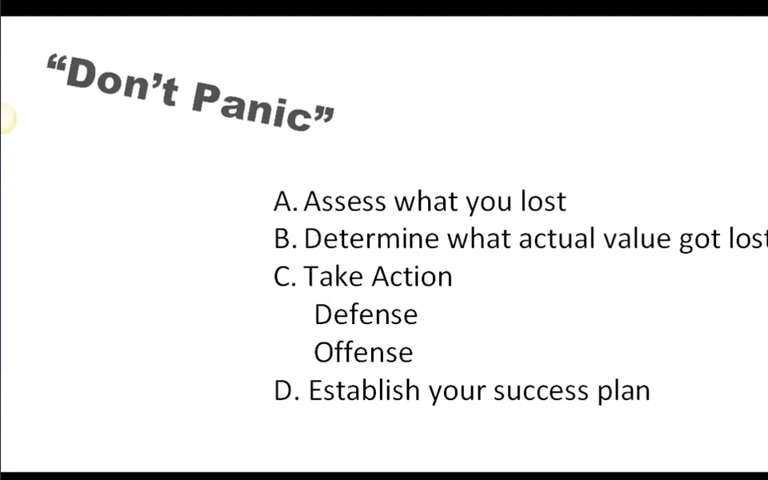 “Don’t Panic”
A. Assess what you lost
B. Determine what actual value got lost
C. Take Action
Defense
Offense
D. Establish your success plan